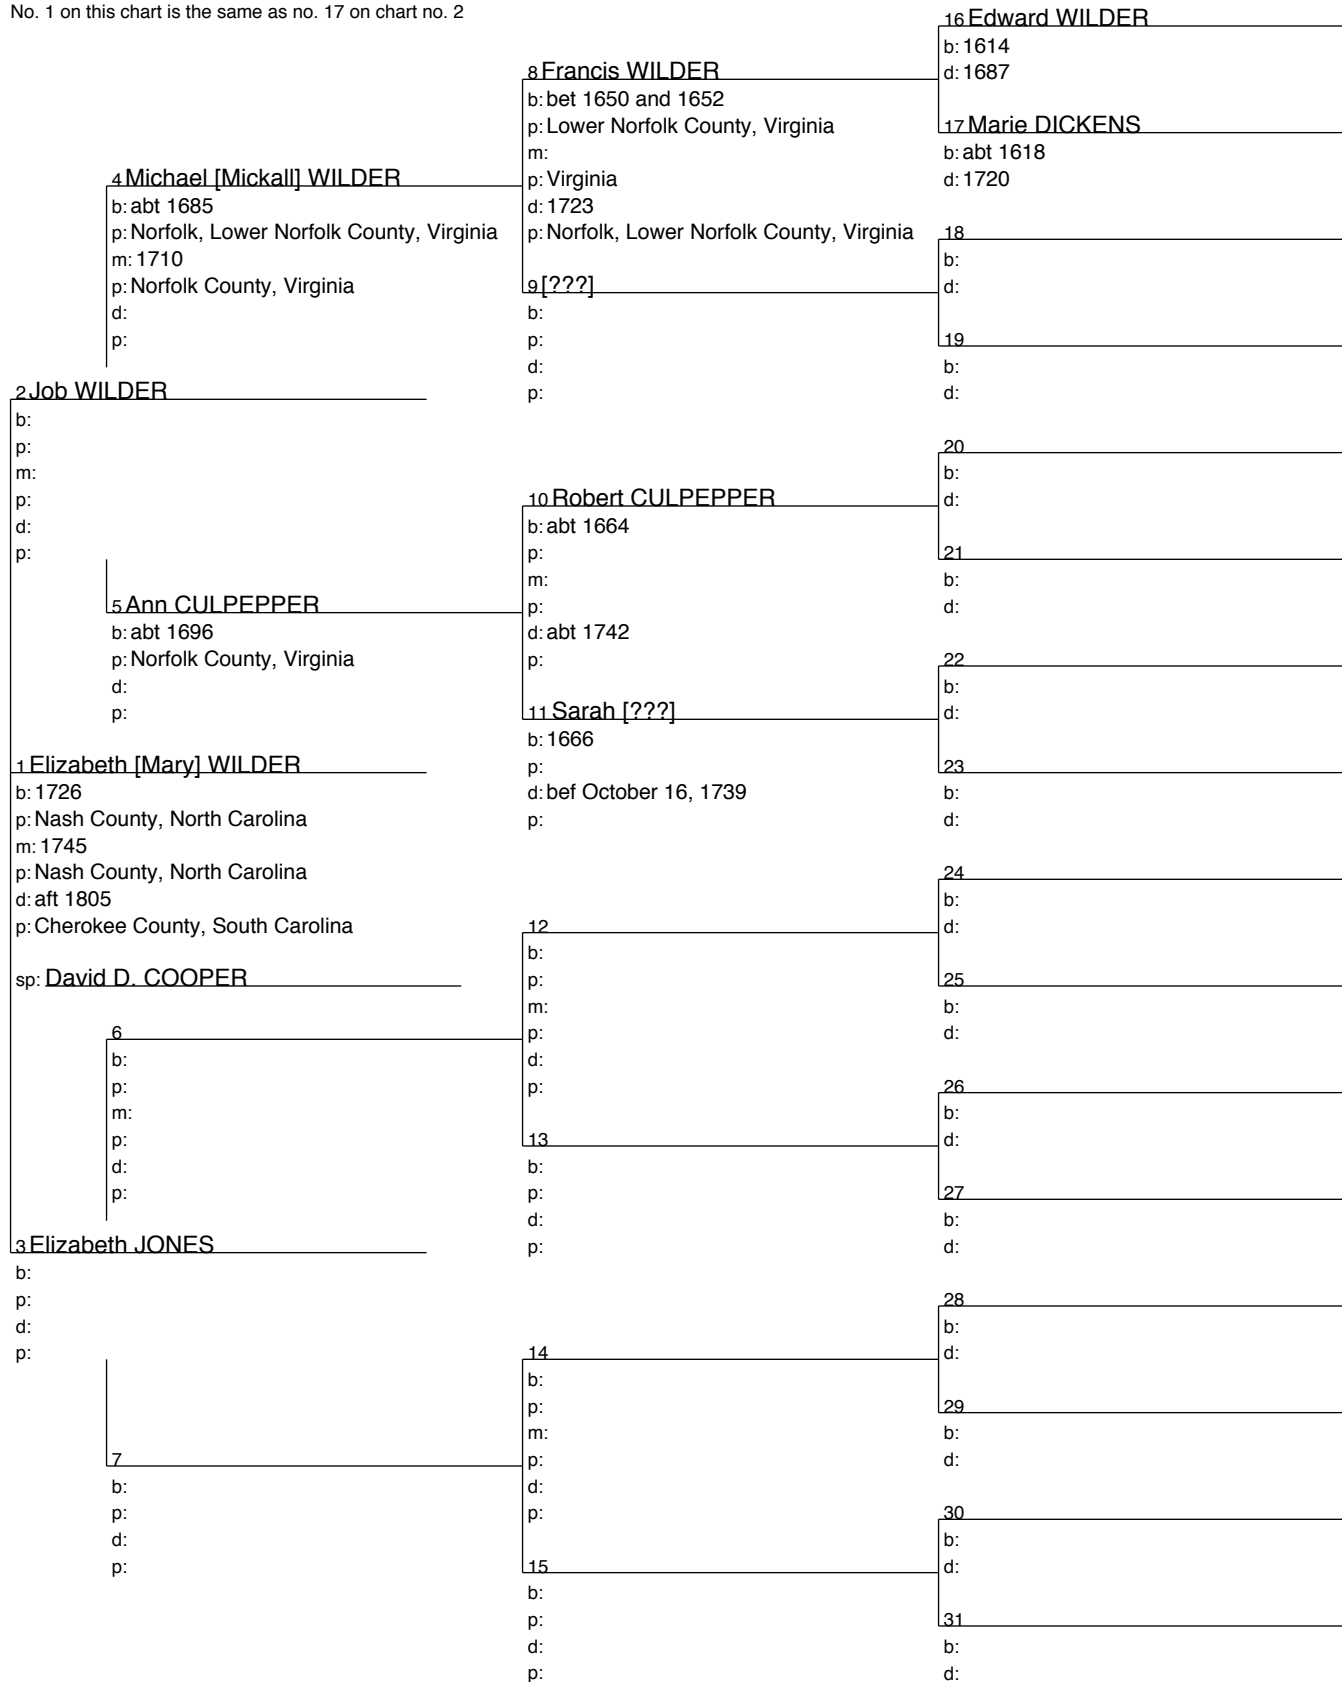 No. 1 on this chart is the same as no. 17 on chart no. 2
2 Job WILDER
b:
p:
m:
p:
d:
p:
1 Elizabeth [Mary] WILDER
b: 1726
p: Nash County, North Carolina
m: 1745
p: Nash County, North Carolina
d: aft 1805
p: Cherokee County, South Carolina
sp: David D. COOPER
3 Elizabeth JONES
b:
p:
d:
p:
4 Michael [Mickall] WILDER
b: abt 1685
p: Norfolk, Lower Norfolk County, Virginia
m: 1710
p: Norfolk County, Virginia
d:
p:
5 Ann CULPEPPER
b: abt 1696
p: Norfolk County, Virginia
d:
p:
6
b:
p:
m:
p:
d:
p:
7
b:
p:
d:
p:
8 Francis WILDER
b: bet 1650 and 1652
p: Lower Norfolk County, Virginia
m:
p: Virginia
d: 1723
p: Norfolk, Lower Norfolk County, Virginia
9 [???]
b:
p:
d:
p:
10 Robert CULPEPPER
b: abt 1664
p:
m:
p:
d: abt 1742
p:
11 Sarah [???]
b: 1666
p:
d: bef October 16, 1739
p:
12
b:
p:
m:
p:
d:
p:
13
b:
p:
d:
p:
14
b:
p:
m:
p:
d:
p:
15
b:
p:
d:
p:
16 Edward WILDER
b: 1614
d: 1687
17 Marie DICKENS
b: abt 1618
d: 1720
18
b:
d:
19
b:
d:
20
b:
d:
21
b:
d:
22
b:
d:
23
b:
d:
24
b:
d:
25
b:
d:
26
b:
d:
27
b:
d:
28
b:
d:
29
b:
d:
30
b:
d:
31
b:
d: